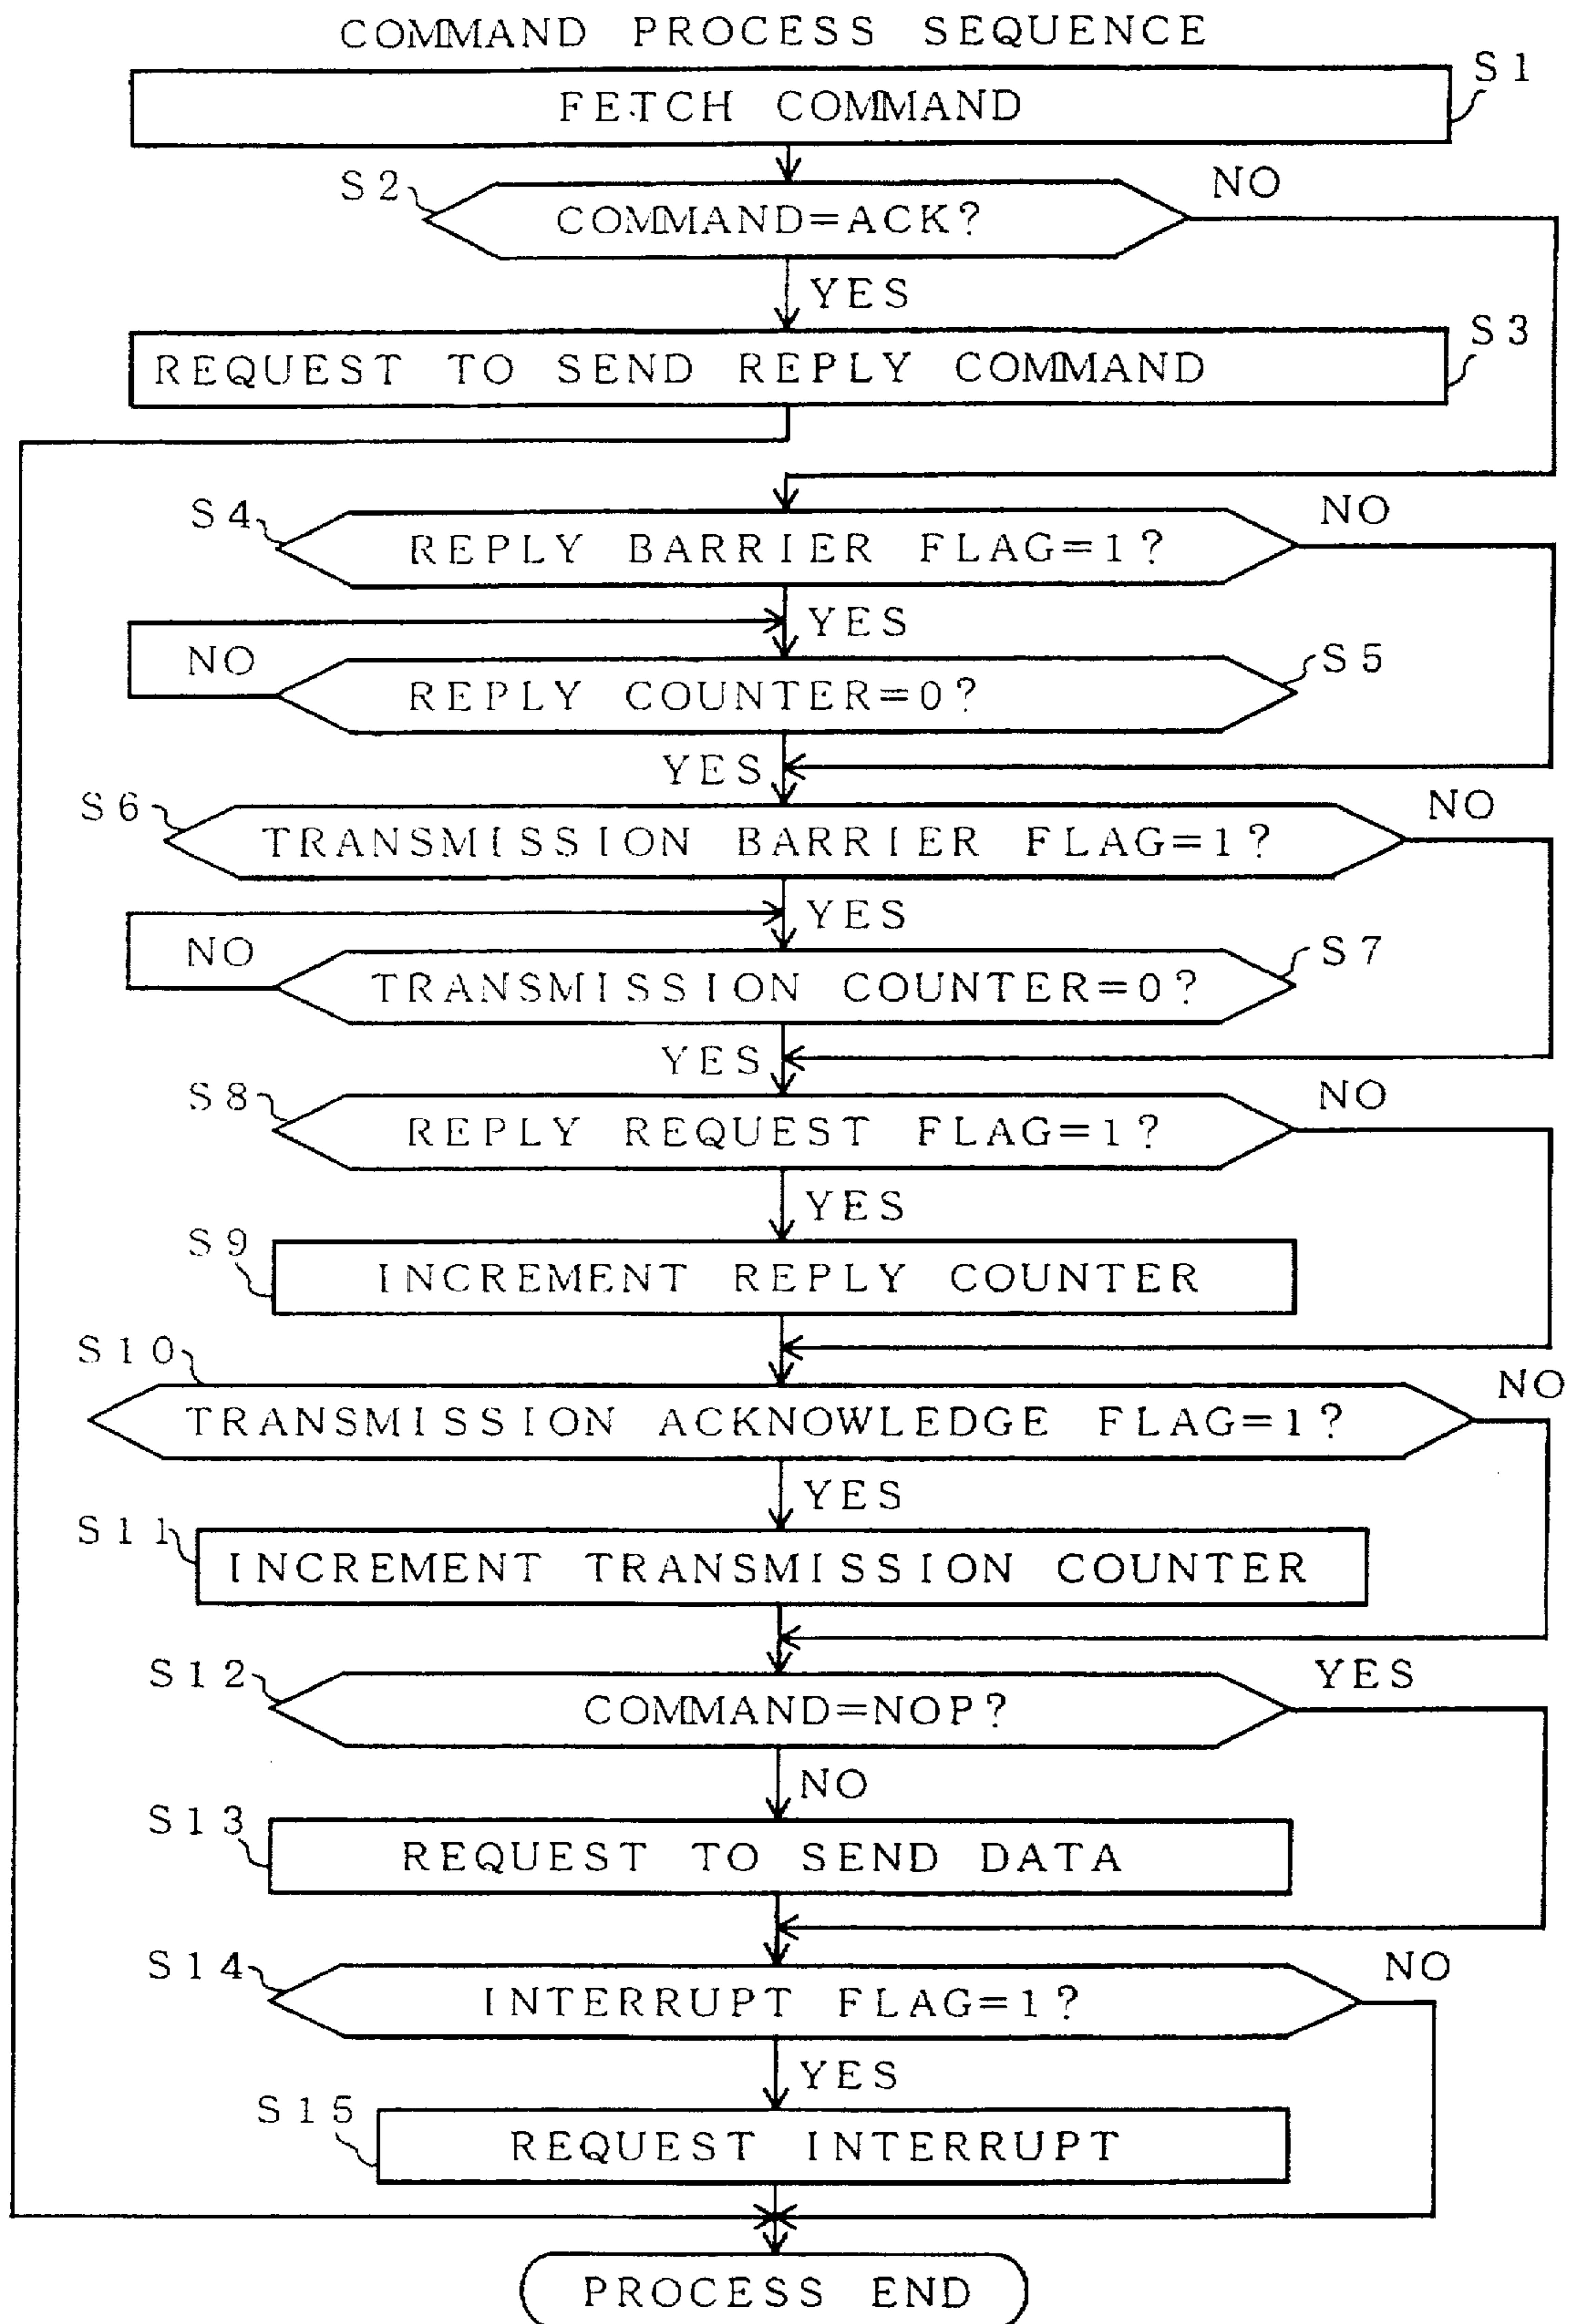 COMMAND PROCESS SEQUENCE
S1
FETCH COMMAND
S2
COMMAND=ACK?
NO
YES
S3
REQUEST TO SEND REPLY COMMAND
S4
REPLY BARRIER FLAG=1?
NO
YES
NO
REPLY COUNTER=0?
S5
YES
S6
TRANSMISSION BARRIER FLAG=1?
NO
YES
NO
TRANSMISSION COUNTER=0?
S7
YES
S8
REPLY REQUEST FLAG=1?
NO
YES
S9
INCREMENT REPLY COUNTER
S10
TRANSMISSION ACKNOWLEDGE FLAG=1?
NO
YES
S11
INCREMENT TRANSMISSION COUNTER
S12
COMMAND=NOP?
YES
NO
S13
REQUEST TO SEND DATA
S14
INTERRUPT FLAG=1?
NO
YES
S15
REQUEST INTERRUPT
PROCESS END